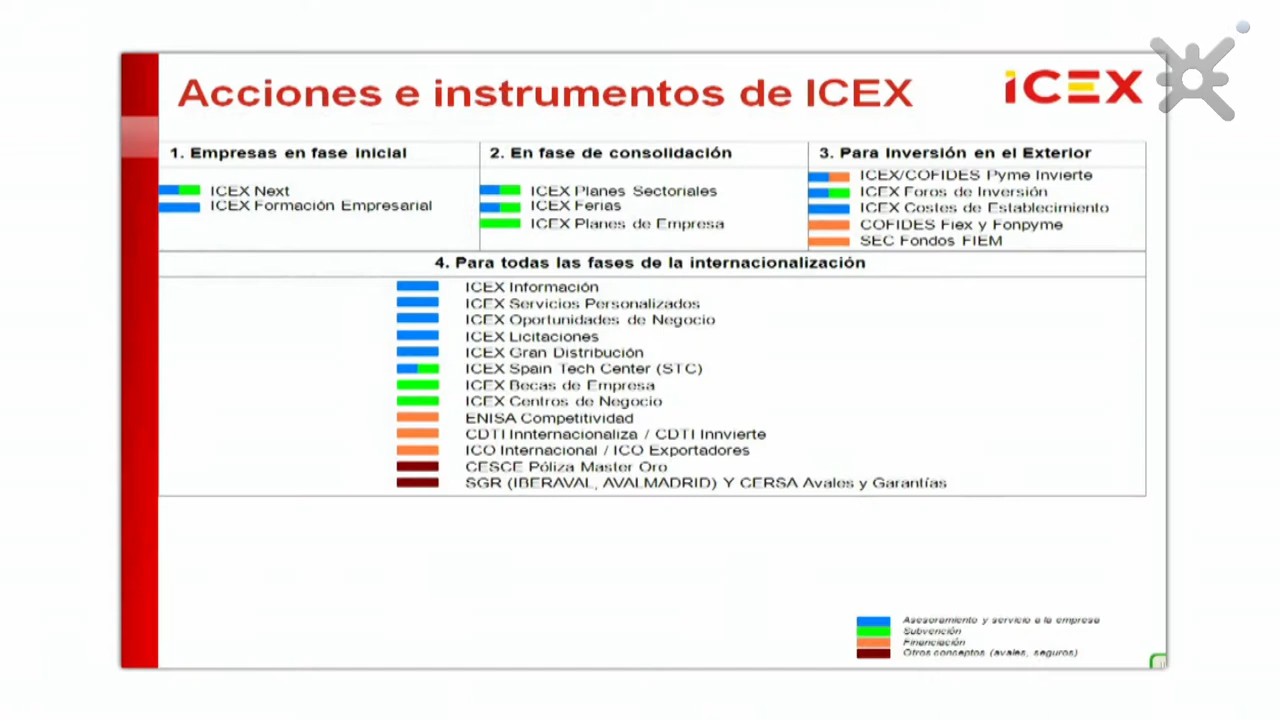 Acciones e instrumentos de ICEX
iCEX
1. Empresas en fase inicial
ICEX Next
ICEX Formación Empresarial
2. En fase de consolidación
ICEX Planes Sectoriales
ICEX Ferias
ICEX Planes de Empresa
3. Para Inversión en el Exterior
ICEX/COFIDES Pyme Invierte
ICEX Foros de Inversión
ICEX Costes de Establecimiento
COFIDES Fiex y Fonpyme
SEC Fondos FIEM
4. Para todas las fases de la internacionalización
ICEX Información
ICEX Servicios Personalizados
ICEX Oportunidades de Negocio
ICEX Licitaciones
ICEX Gran Distribución
ICEX Spain Tech Center (STC)
ICEX Becas de Empresa
ICEX Centros de Negocio
ENISA Competitividad
CDTI Innternacionaliza / CDTI Innvierte
ICO Internacional / ICO Exportadores
CESCE Póliza Master Oro
SGR (IBERAVAL, AVALMADRID) Y CERSA Avales y Garantías
Asesoramiento y servicio a la empresa
Subvención
Financiación
Otros conceptos (avales, seguros)